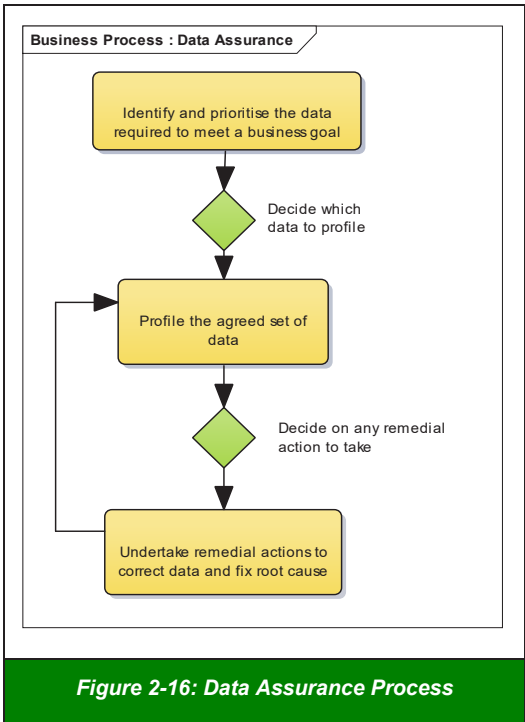 Business Process : Data Assurance
Identify and prioritise the data
required to meet a business goal
Decide which
data to profile
Profile the agreed set of
data
Decide on any remedial
action to take
Undertake remedial actions to
correct data and fix root cause
Figure 2-16: Data Assurance Process